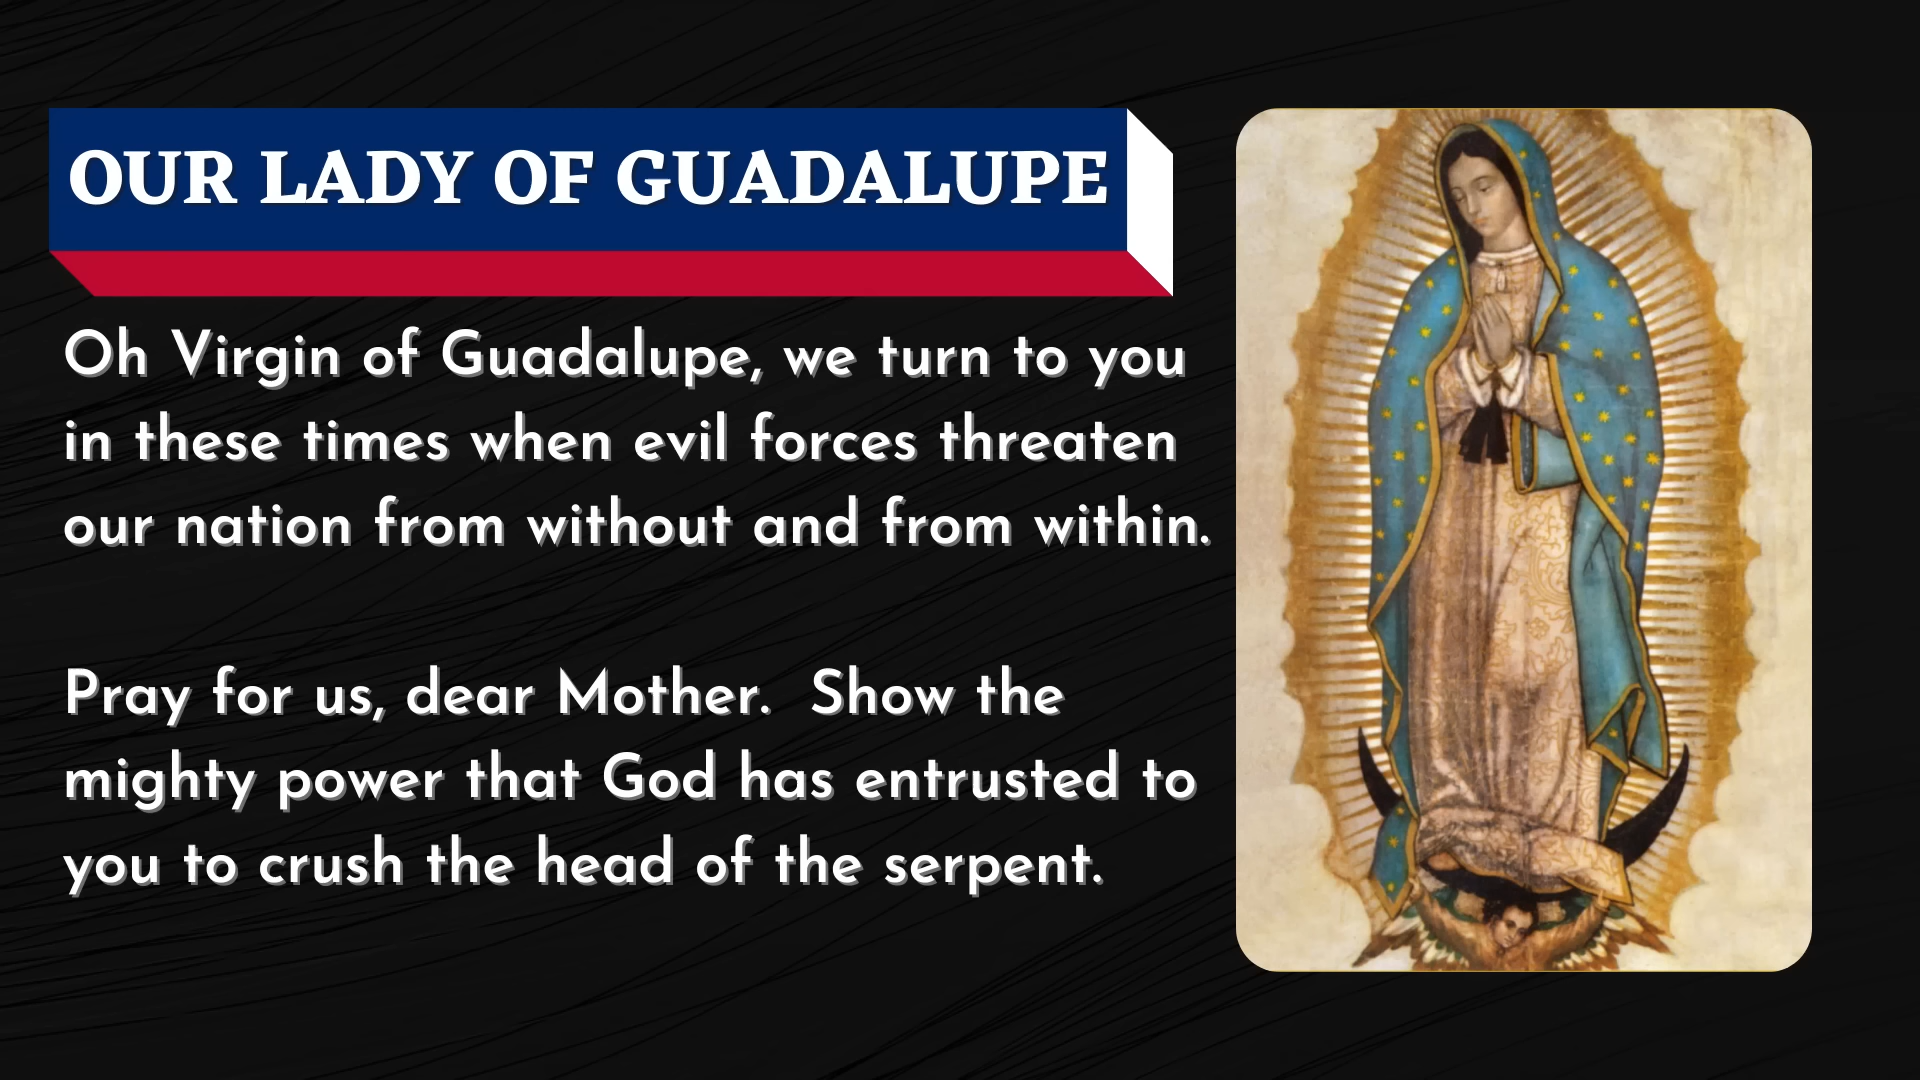 OUR LADY OF GUADALUPE
Oh Virgin of Guadalupe, we turn to you
in these times when evil forces threaten
our nation from without and from within.
Pray for us, dear Mother.  Show the
mighty power that God has entrusted to
you to crush the head of the serpent.